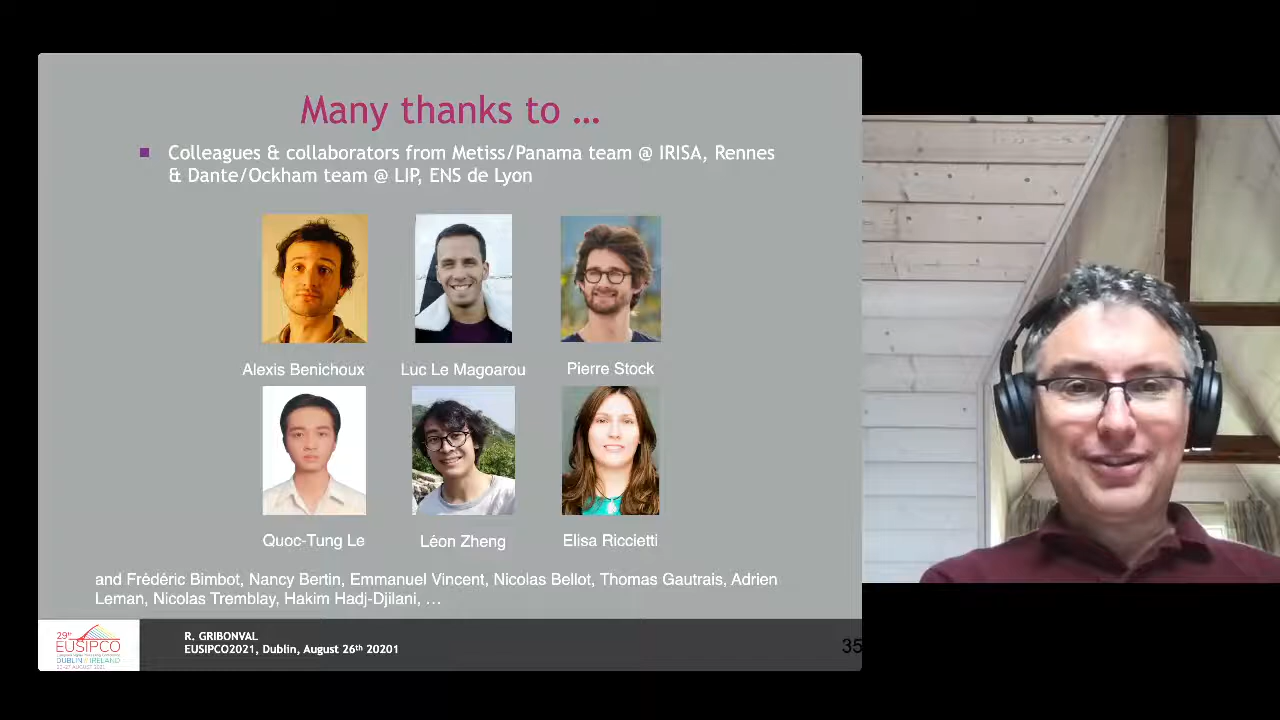 Many thanks to ...
Colleagues & collaborators from Metiss/Panama team @ IRISA, Rennes
& Dante/Ockham team @ LIP, ENS de Lyon
Alexis Benichoux
Luc Le Magoarou
Pierre Stock
Quoc-Tung Le
Léon Zheng
Elisa Riccietti
and Frédéric Bimbot, Nancy Bertin, Emmanuel Vincent, Nicolas Bellot, Thomas Gautrais, Adrien
Leman, Nicolas Tremblay, Hakim Hadj-Djilani, ...
29th
EUSIPCO
DUBLIN IRELAND
R. GRIBONVAL
EUSIPCO2021, Dublin, August 26th 20201
35